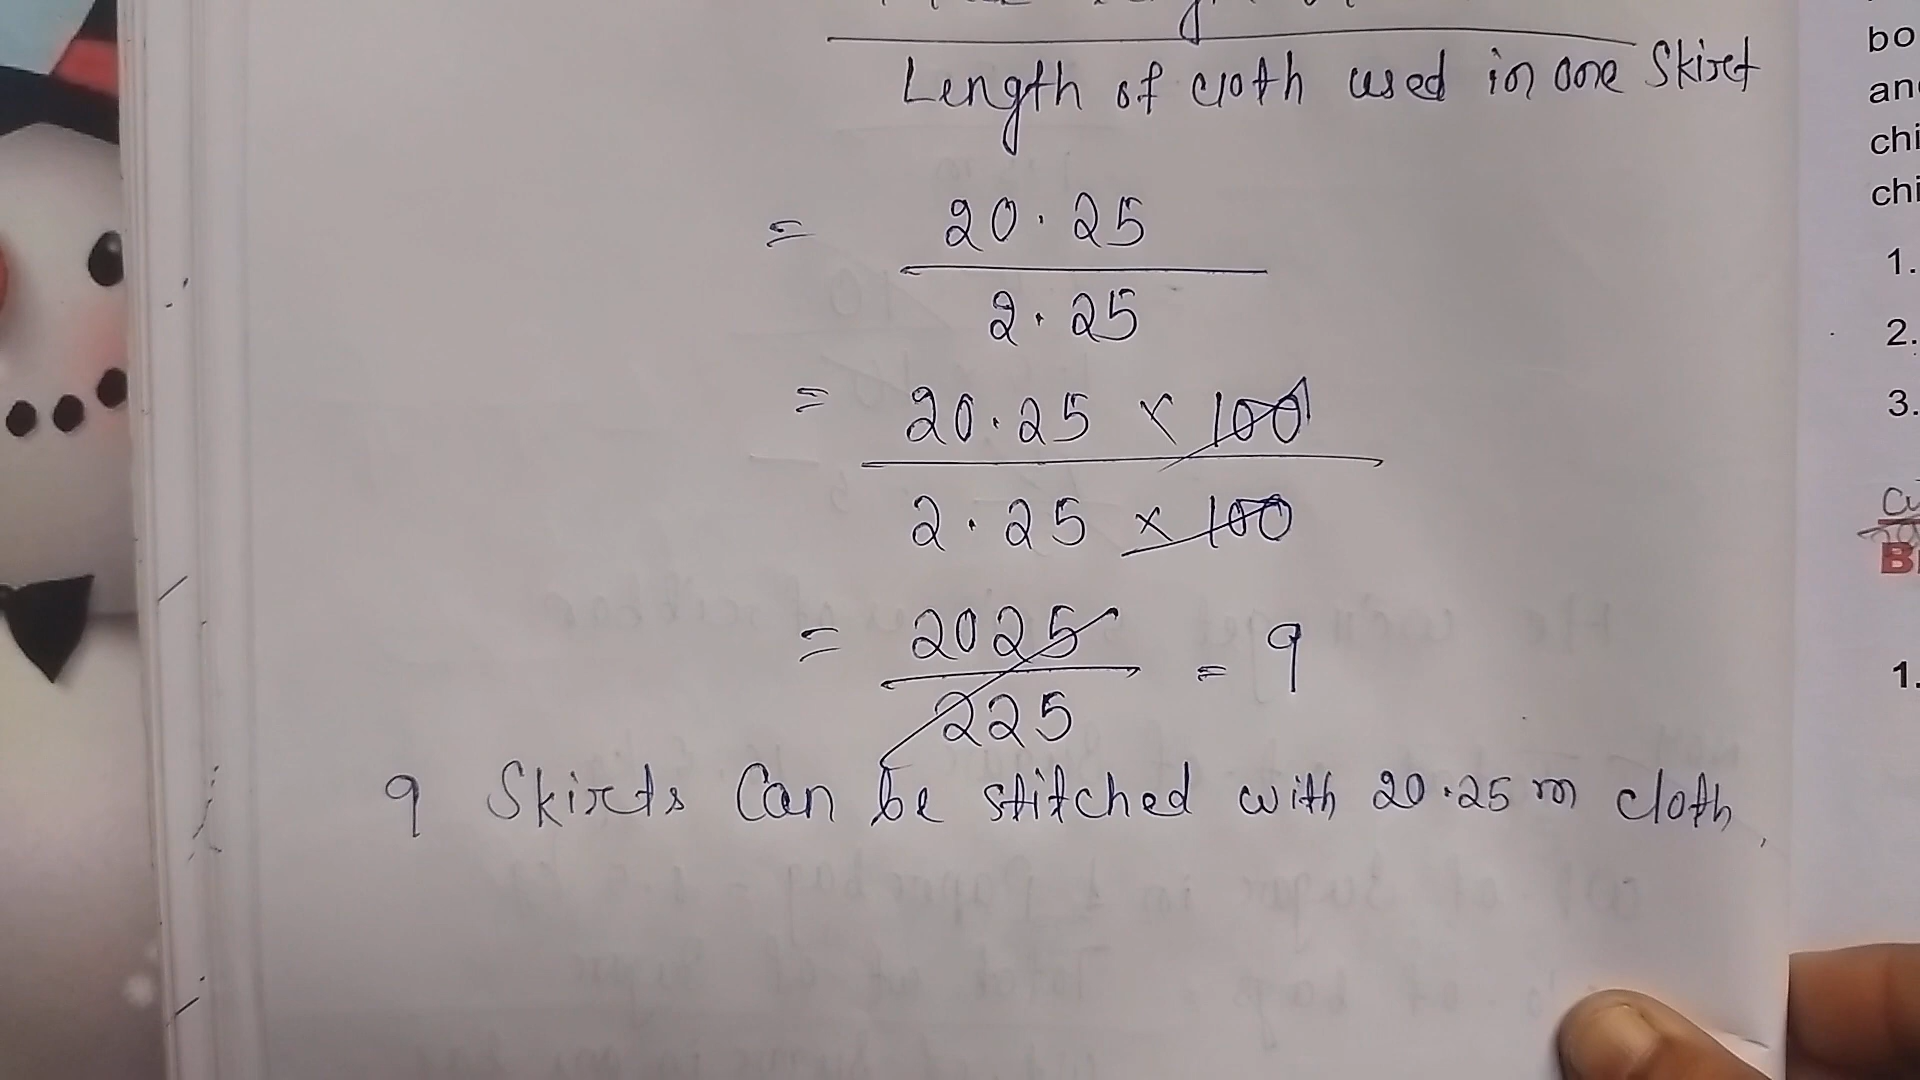 Length of cloth used in one Skirt
= 20.25
2.25
= 20.25 × 100
2.25 × 100
= 2025 = 9
225
9 Skirts Can be stitched with 20.25 m cloth.
bo
chi
chi
1.
2.
3.
1.